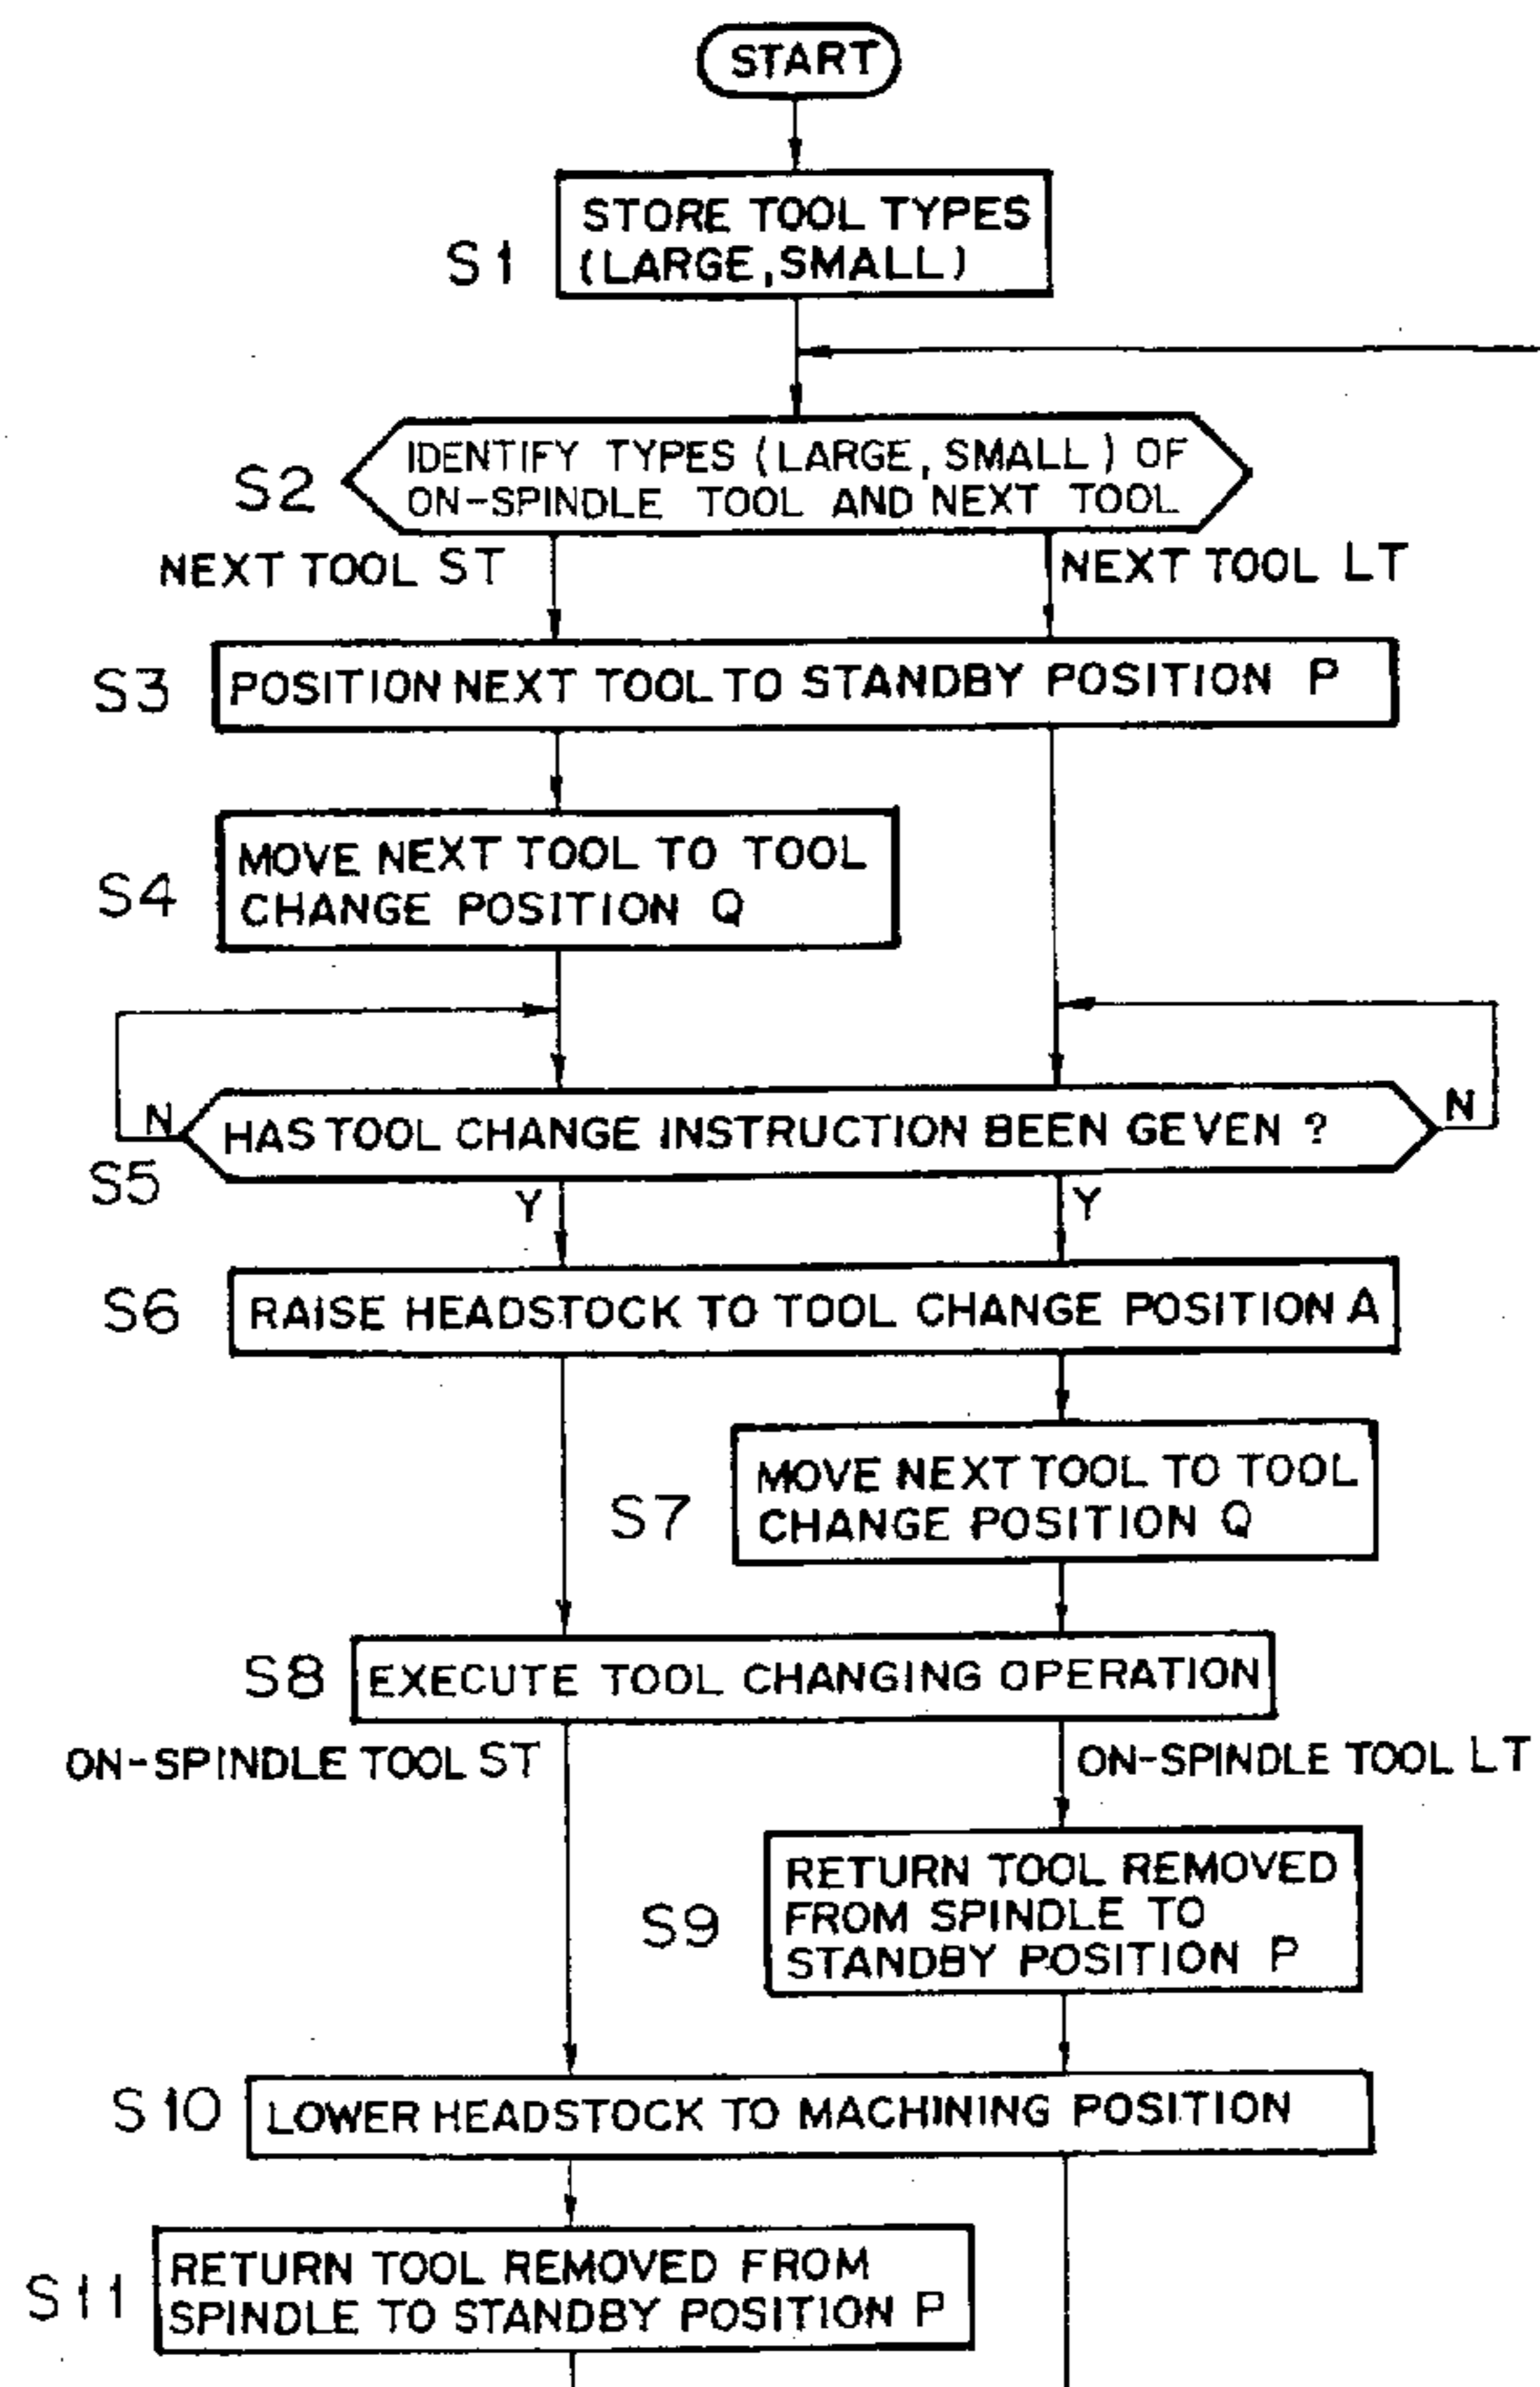 START
STORE TOOL TYPES
(LARGE, SMALL)
S1
IDENTIFY TYPES (LARGE, SMALL) OF
ON-SPINDLE TOOL AND NEXT TOOL
S2
NEXT TOOL ST
NEXT TOOL LT
S3
POSITION NEXT TOOL TO STANDBY POSITION P
S4
MOVE NEXT TOOL TO TOOL
CHANGE POSITION Q
N
HAS TOOL CHANGE INSTRUCTION BEEN GEVEN ?
N
S5
Y
Y
S6
RAISE HEADSTOCK TO TOOL CHANGE POSITION A
S7
MOVE NEXT TOOL TO TOOL
CHANGE POSITION Q
S8
EXECUTE TOOL CHANGING OPERATION
ON-SPINDLE TOOL ST
ON-SPINDLE TOOL LT
S9
RETURN TOOL REMOVED
FROM SPINDLE TO
STANDBY POSITION P
S10
LOWER HEADSTOCK TO MACHINING POSITION
S11
RETURN TOOL REMOVED FROM
SPINDLE TO STANDBY POSITION P